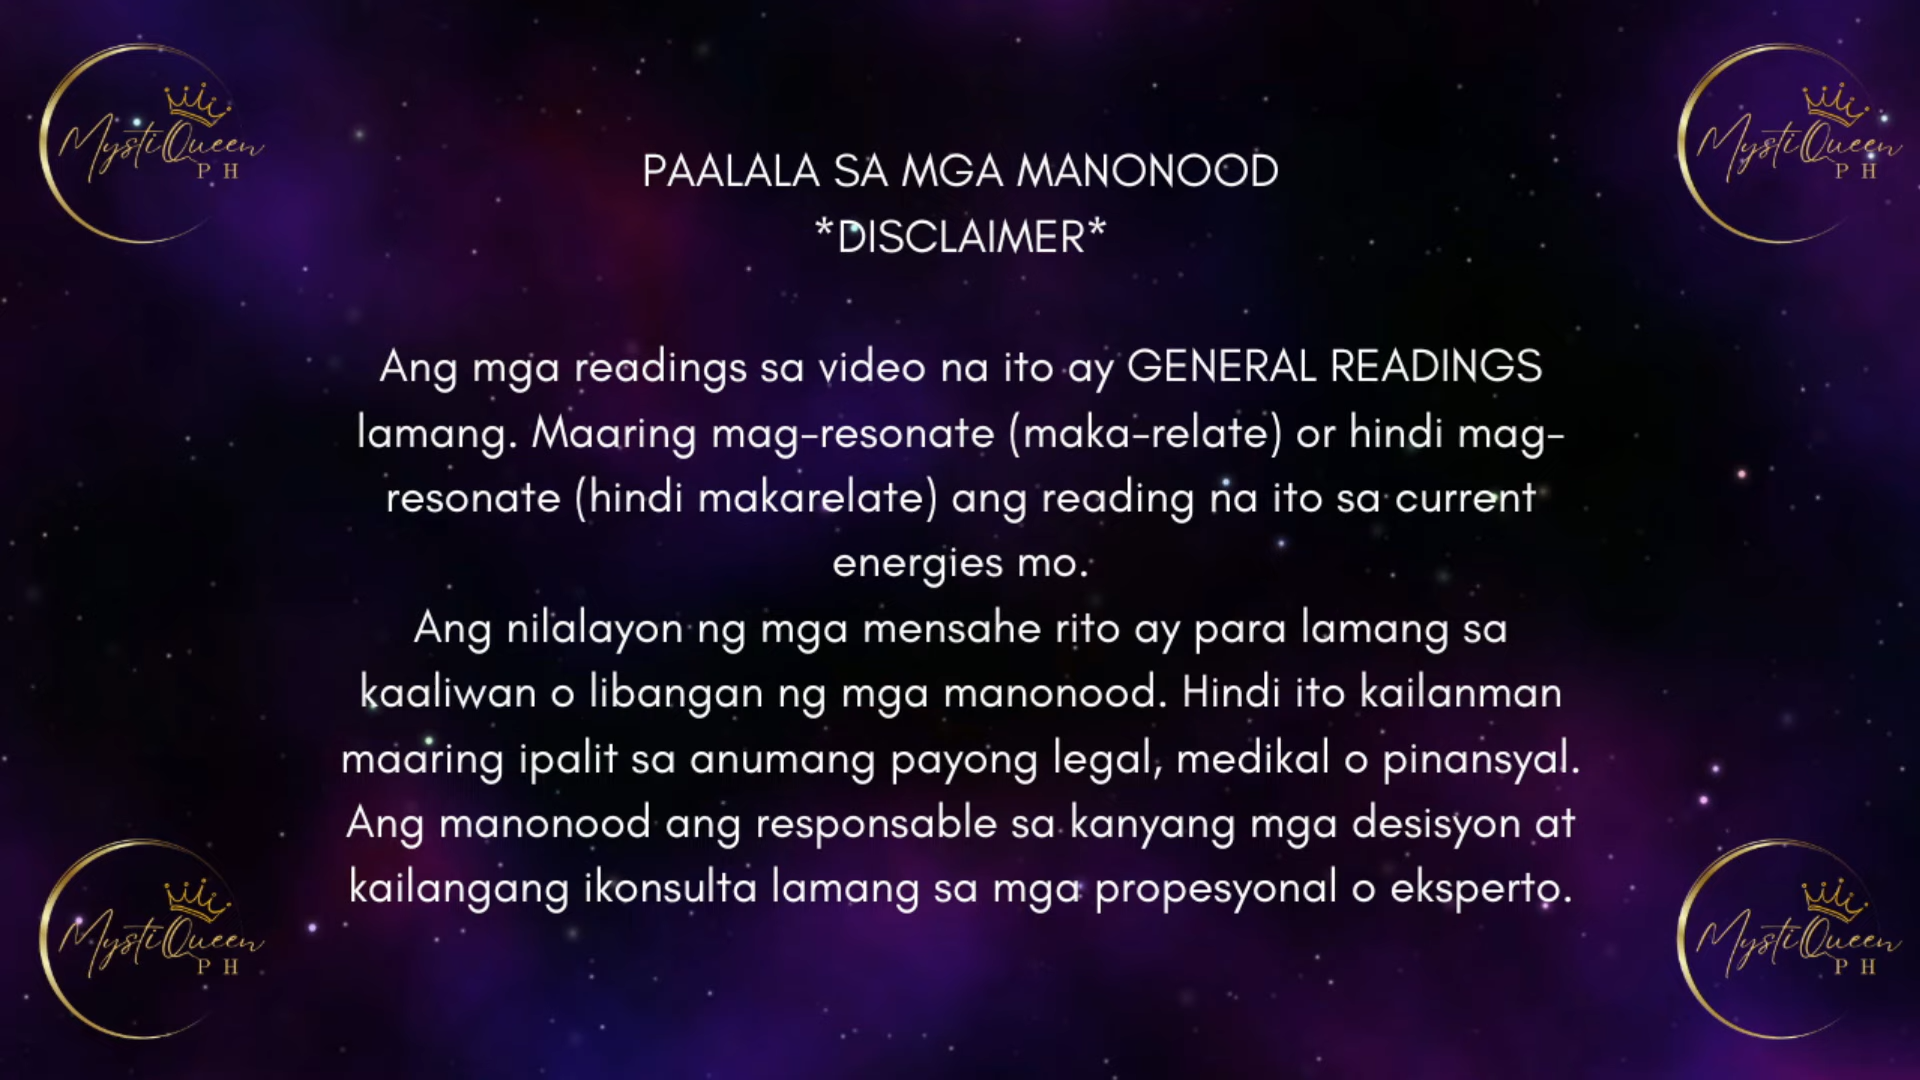 MystiQueen
PH
MystiQueen
PH
PAALALA SA MGA MANONOOD
*DISCLAIMER*
Ang mga readings sa video na ito ay GENERAL READINGS
lamang. Maaring mag-resonate (maka-relate) or hindi mag-
resonate (hindi makarelate) ang reading na ito sa current
energies mo.
Ang nilalayon ng mga mensahe rito ay para lamang sa
kaaliwan o libangan ng mga manonood. Hindi ito kailanman
maaring ipalit sa anumang payong legal, medikal o pinansyal.
Ang manonood ang responsable sa kanyang mga desisyon at
kailangang ikonsulta lamang sa mga propesyonal o eksperto.
MystiQueen
PH
MystiQueen
PH